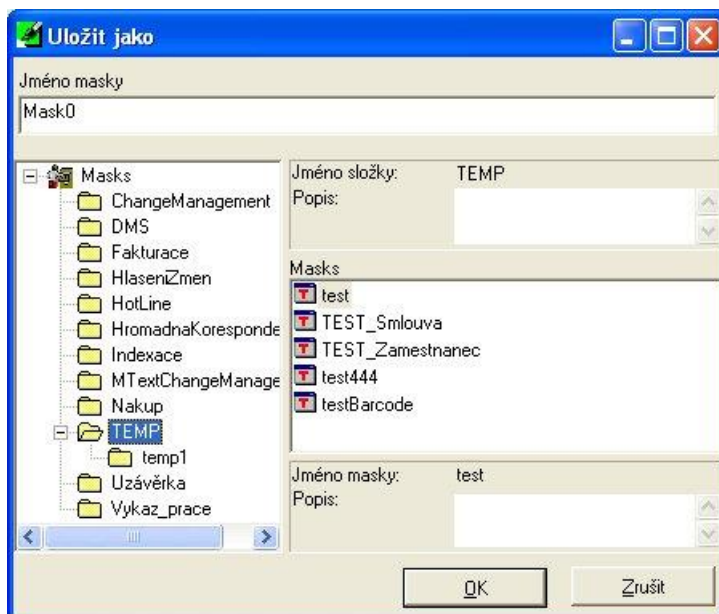 Uložit jako
Jméno masky
Mask0
Masks
ChangeManagement
DMS
Fakturace
HlaseniZmen
HotLine
HromadnaKoresponde
Indexace
MTextChangeManage
Nakup
TEMP
temp1
Uzávěrka
Vykaz_prace
Jméno složky: TEMP
Popis:
Masks
test
TEST_Smlouva
TEST_Zamestnanec
test444
testBarcode
Jméno masky: test
Popis:
OK Zrušit